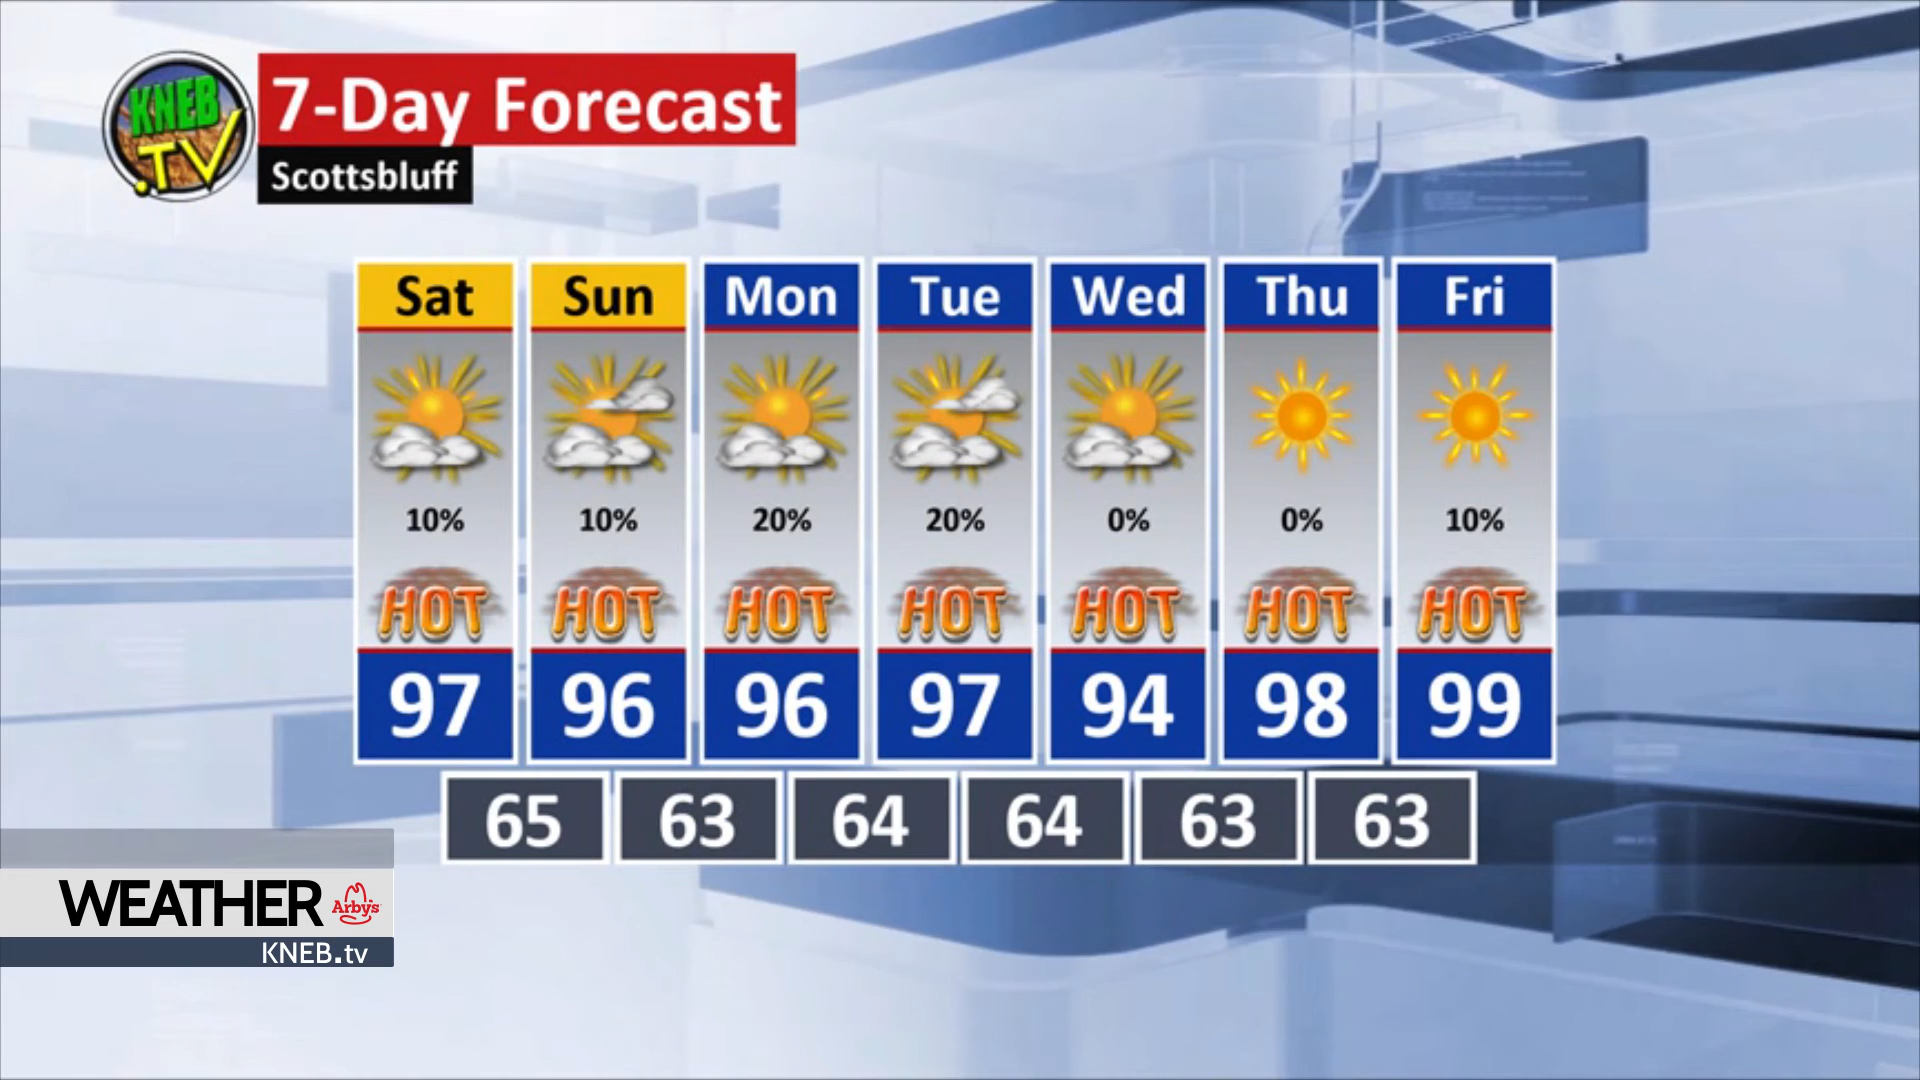 KNEB
.TV
7-Day Forecast
Scottsbluff
Sat Sun Mon Tue Wed Thu Fri
10% 10% 20% 20% 0% 0% 10%
HOT HOT HOT HOT HOT HOT HOT
97 96 96 97 94 98 99
65 63 64 64 63 63
WEATHER Arby's
KNEB.tv